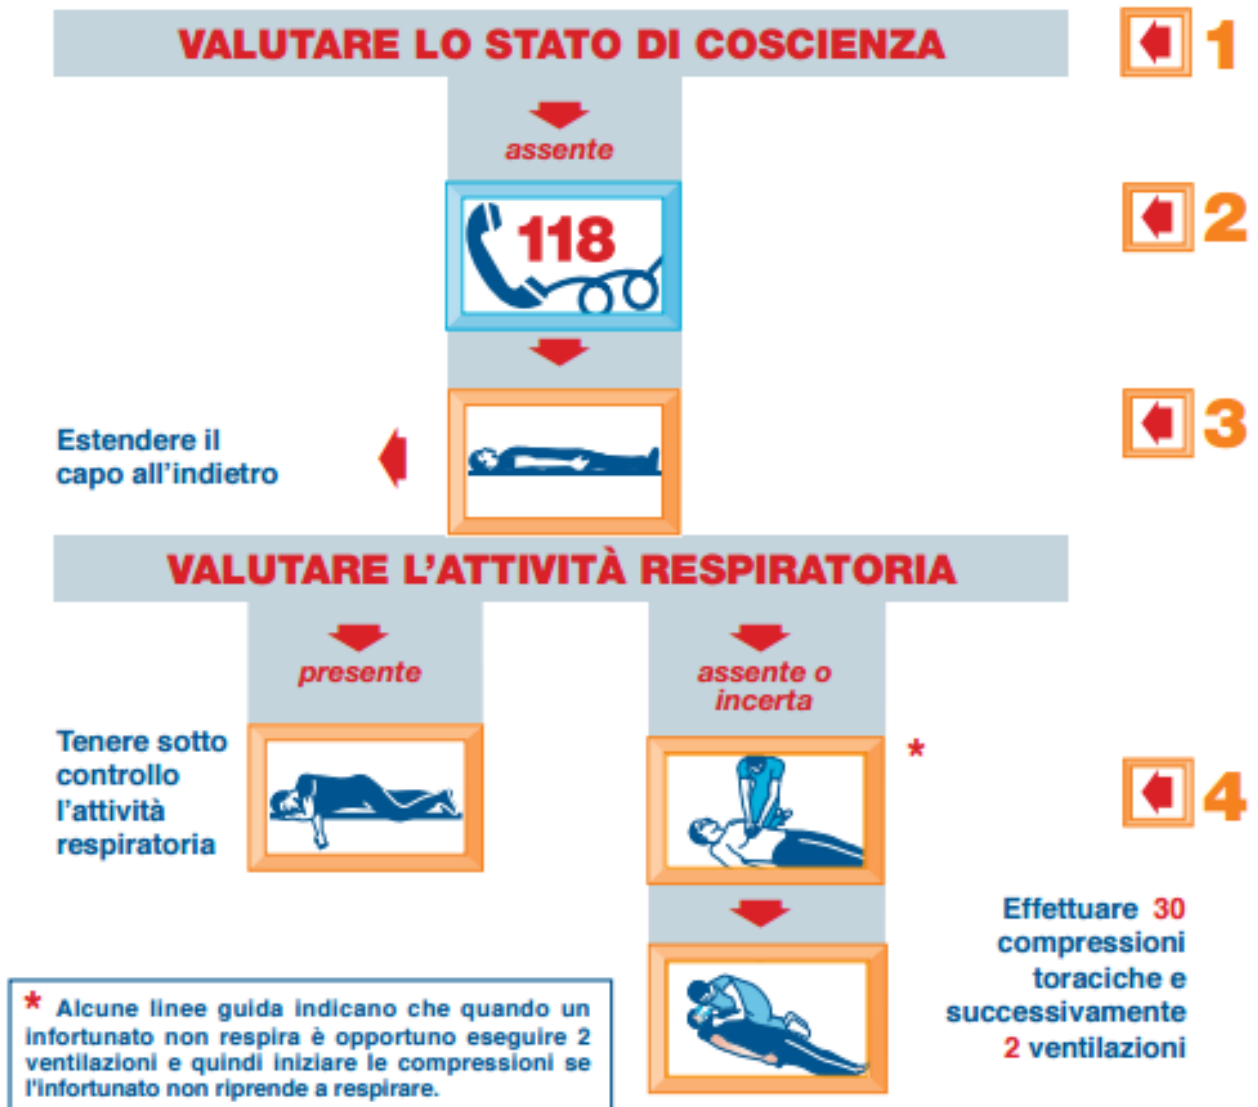 VALUTARE LO STATO DI COSCIENZA
1
assente
118
2
Estendere il
capo all'indietro
3
VALUTARE L'ATTIVITÀ RESPIRATORIA
presente
assente o
incerta
Tenere sotto
controllo
l'attività
respiratoria
*
4
Effettuare 30
compressioni
toraciche e
successivamente
2 ventilazioni
* Alcune linee guida indicano che quando un
infortunato non respira è opportuno eseguire 2
ventilazioni e quindi iniziare le compressioni se
l'infortunato non riprende a respirare.